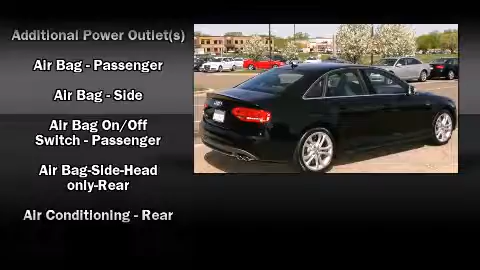 Additional Power Outlet(s)
Air Bag - Passenger
Air Bag - Side
Air Bag On/Off
Switch - Passenger
Air Bag-Side-Head
only-Rear
Air Conditioning - Rear